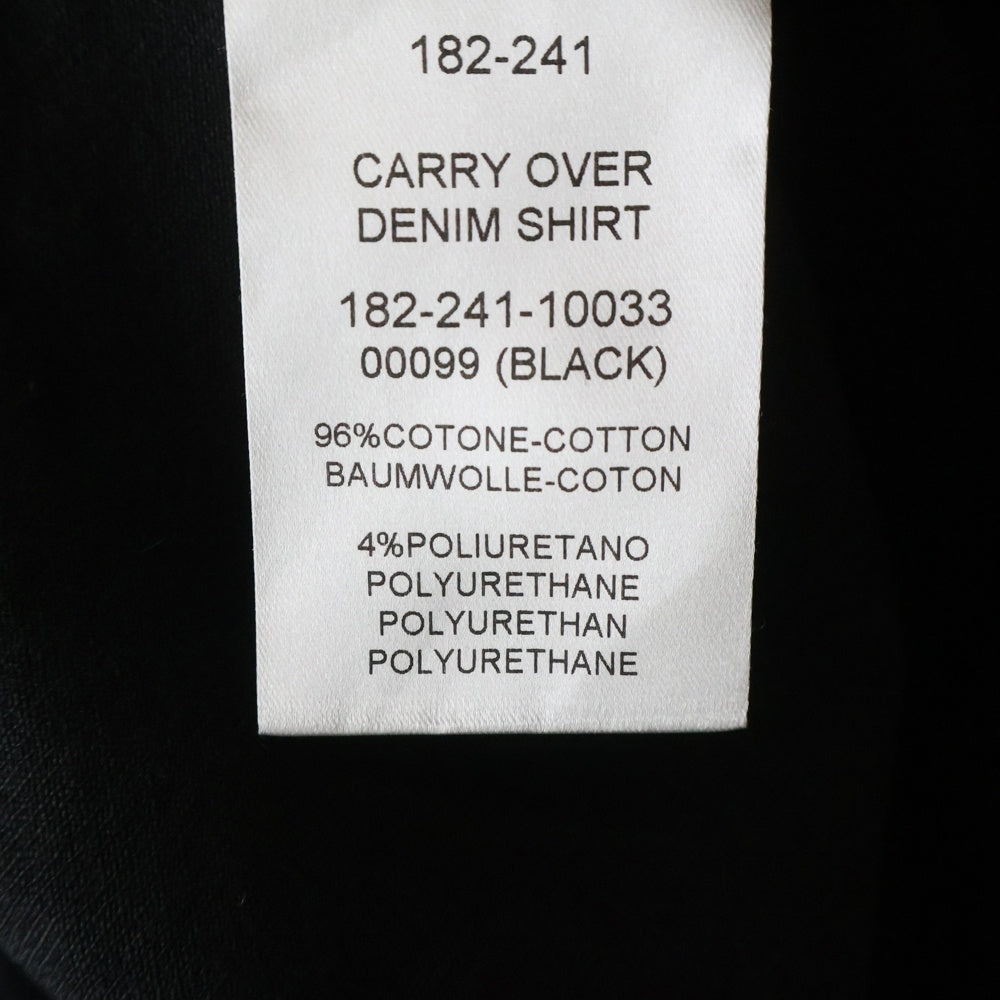 182-241
CARRY OVER
DENIM SHIRT
182-241-10033
00099 (BLACK)
96%COTONE-COTTON
BAUMWOLLE-COTON
4%POLIURETANO
POLYURETHANE
POLYURETHAN
POLYURETHANE